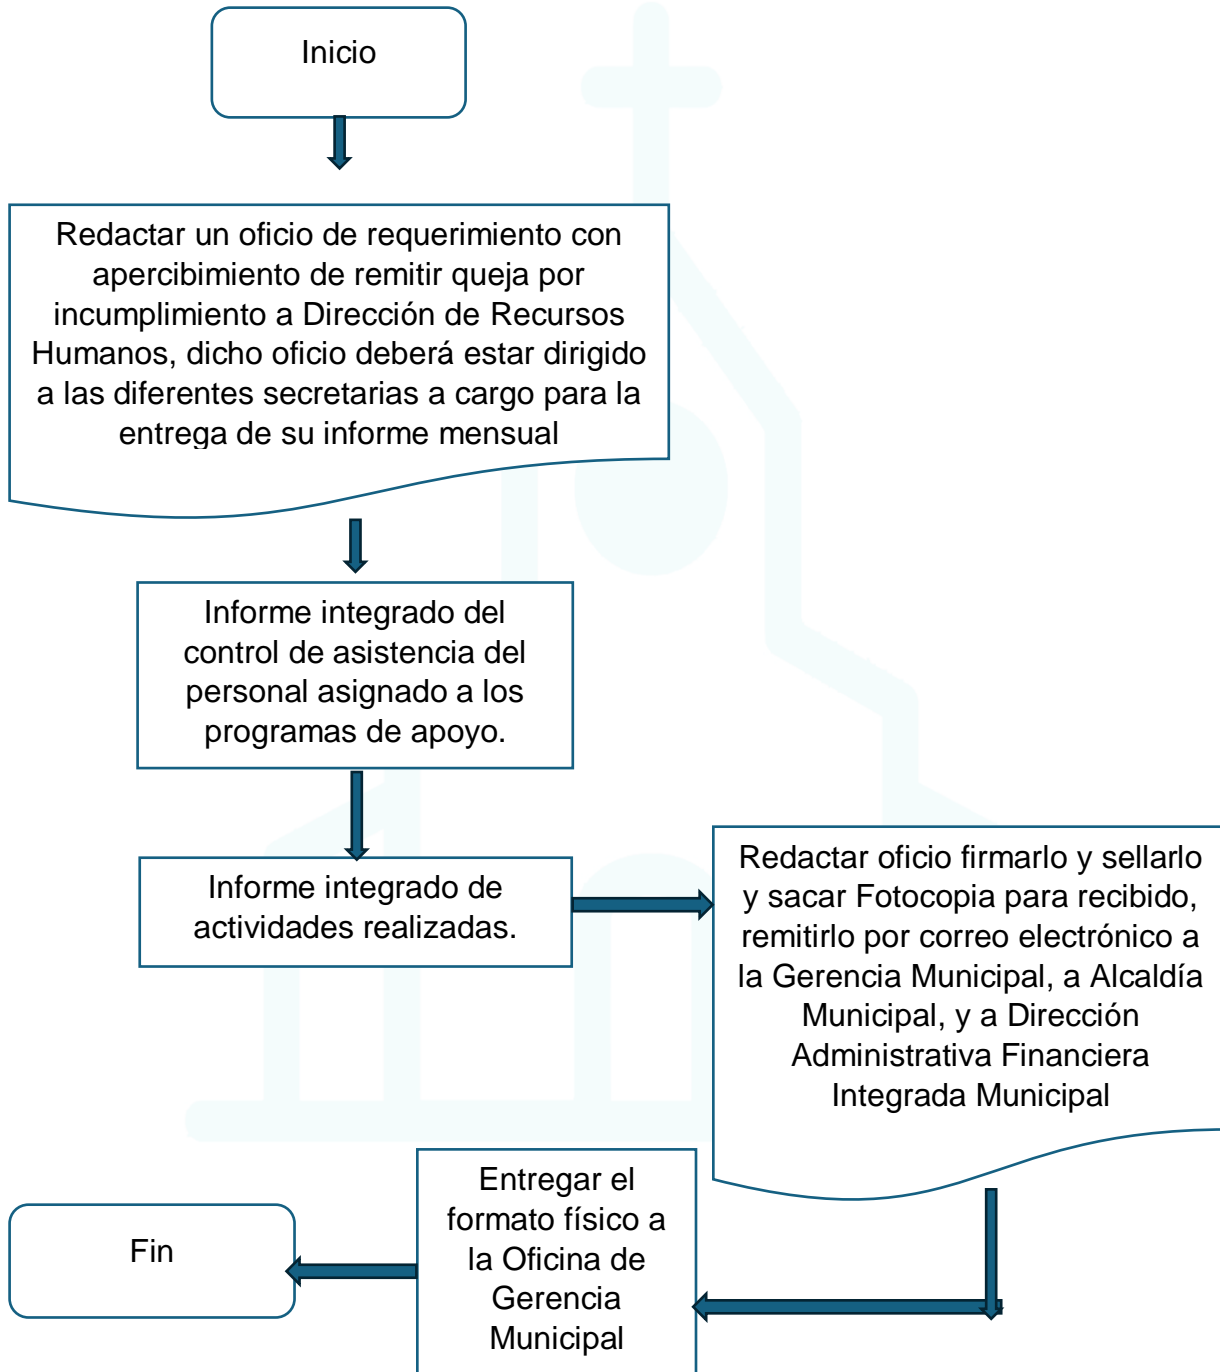 Inicio
Redactar un oficio de requerimiento con
apercibimiento de remitir queja por
incumplimiento a Dirección de Recursos
Humanos, dicho oficio deberá estar dirigido
a las diferentes secretarias a cargo para la
entrega de su informe mensual
Informe integrado del
control de asistencia del
personal asignado a los
programas de apoyo.
Informe integrado de
actividades realizadas.
Redactar oficio firmarlo y sellarlo
y sacar Fotocopia para recibido,
remitirlo por correo electrónico a
la Gerencia Municipal, a Alcaldía
Municipal, y a Dirección
Administrativa Financiera
Integrada Municipal
Entregar el
formato físico a
la Oficina de
Gerencia
Municipal
Fin